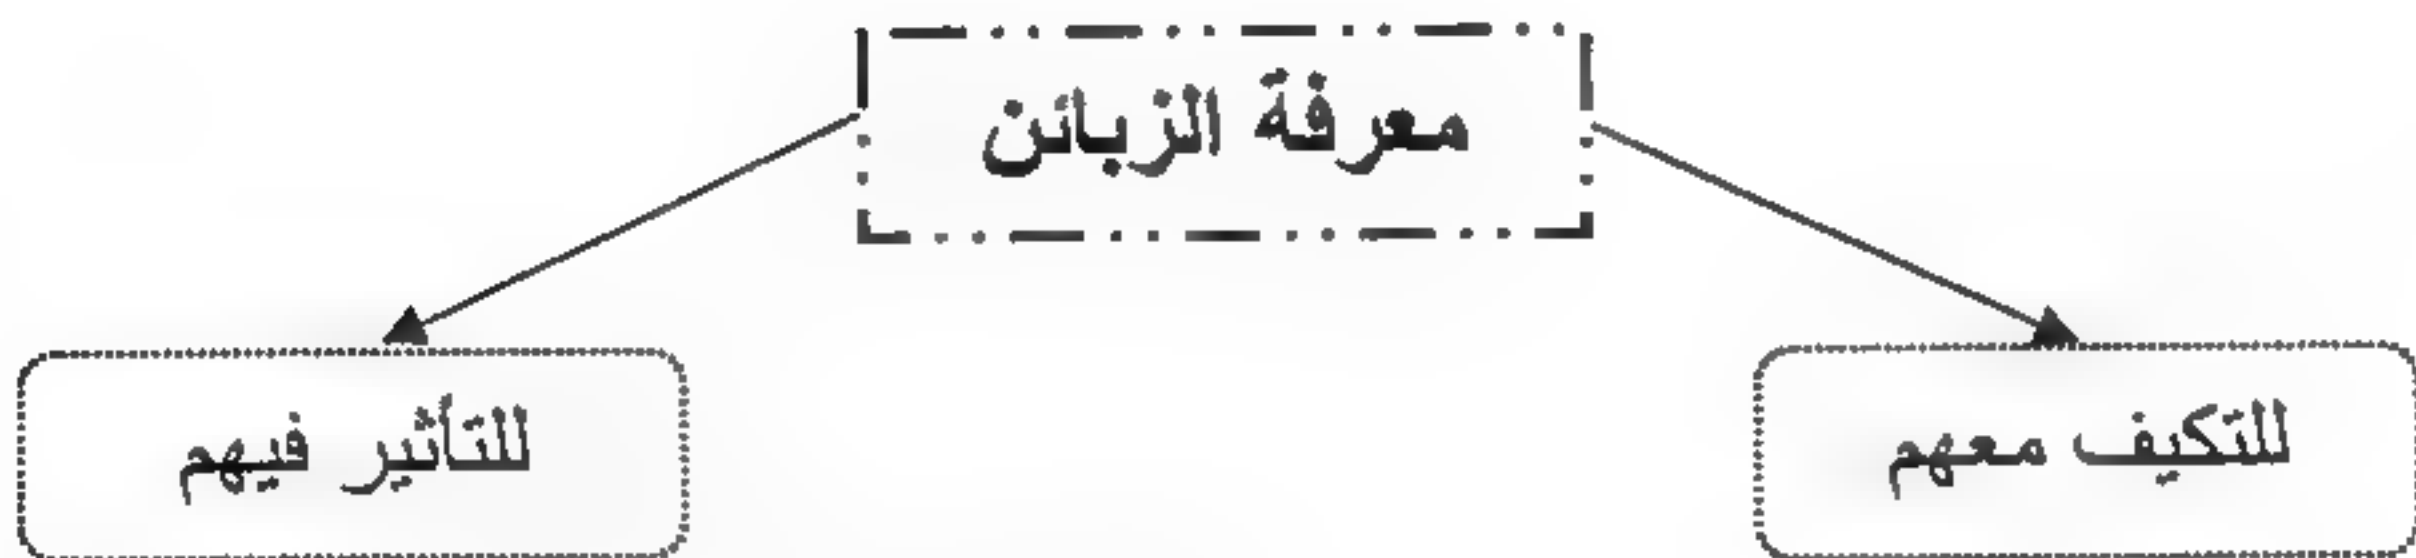 معرفة الزبائن
للتكيف معهم
للتأثير فيهم